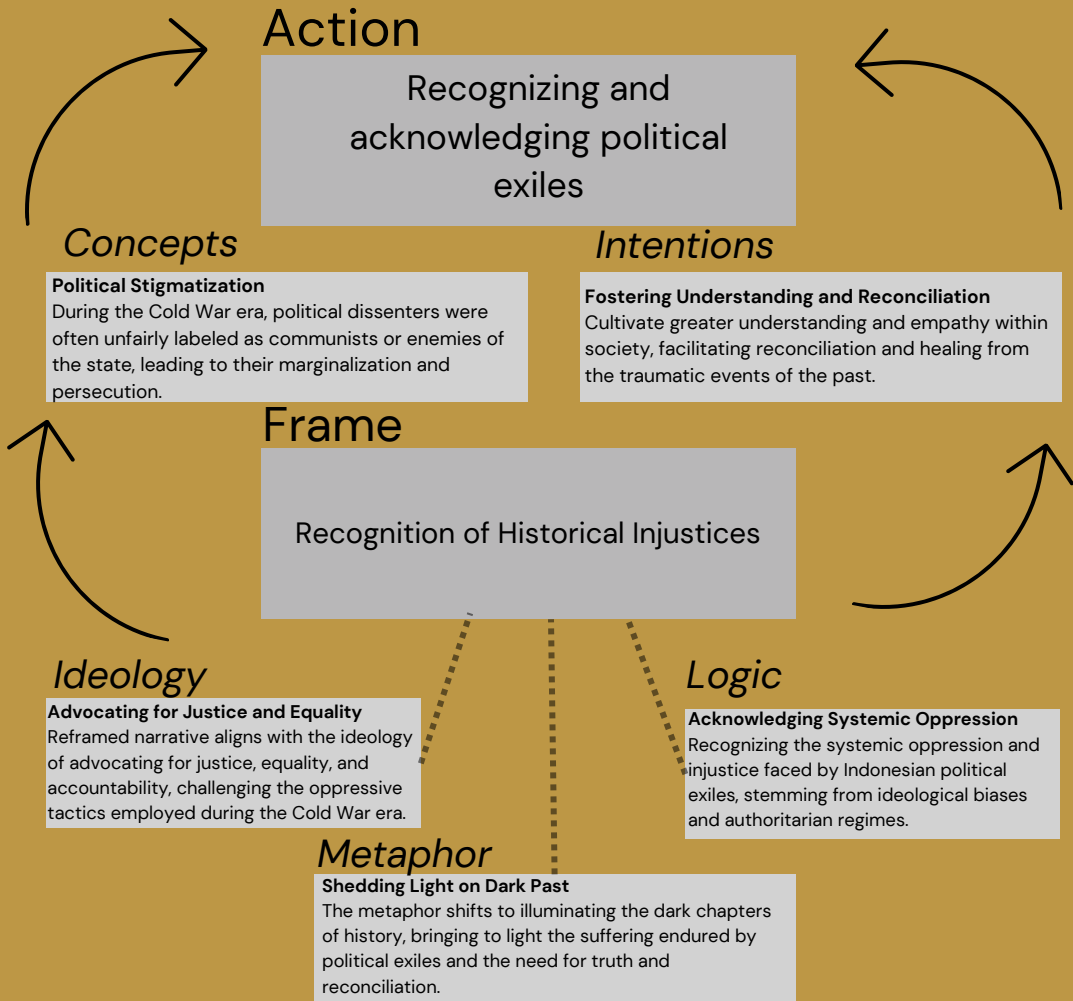 Action
Recognizing and
acknowledging political
exiles
Concepts
Political Stigmatization
During the Cold War era, political dissenters were
often unfairly labeled as communists or enemies of
the state, leading to their marginalization and
persecution.
Intentions
Fostering Understanding and Reconciliation
Cultivate greater understanding and empathy within
society, facilitating reconciliation and healing from
the traumatic events of the past.
Frame
Recognition of Historical Injustices
Ideology
Advocating for Justice and Equality
Reframed narrative aligns with the ideology
of advocating for justice, equality, and
accountability, challenging the oppressive
tactics employed during the Cold War era.
Logic
Acknowledging Systemic Oppression
Recognizing the systemic oppression and
injustice faced by Indonesian political
exiles, stemming from ideological biases
and authoritarian regimes.
Metaphor
Shedding Light on Dark Past
The metaphor shifts to illuminating the dark chapters
of history, bringing to light the suffering endured by
political exiles and the need for truth and
reconciliation.